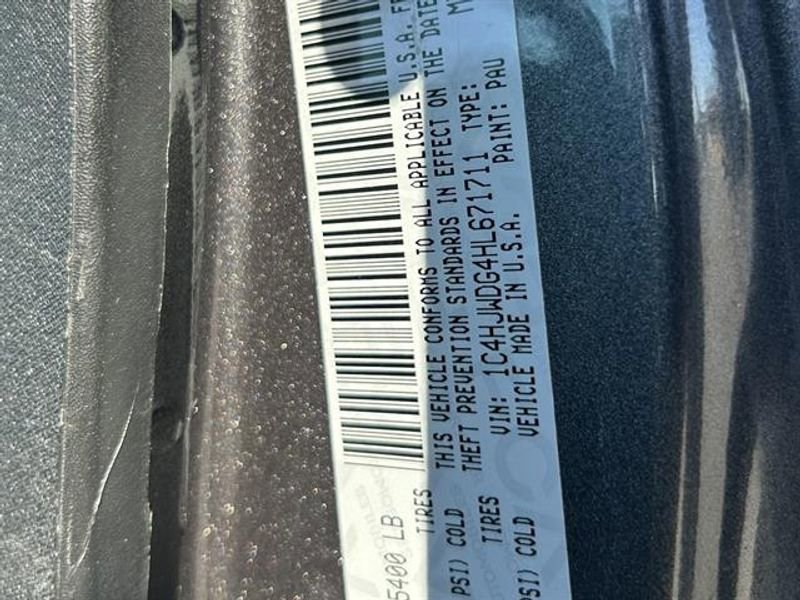 5400 LB
TIRES
PSI) COLD
TIRES
PSI) COLD
THIS VEHICLE CONFORMS TO ALL APPLICABLE U.S.A.
THEFT PREVENTION STANDARDS IN EFFECT ON THE DATE
VIN: 1C4HJWDG4HL671711 TYPE:
VEHICLE MADE IN U.S.A. PAINT: PAU